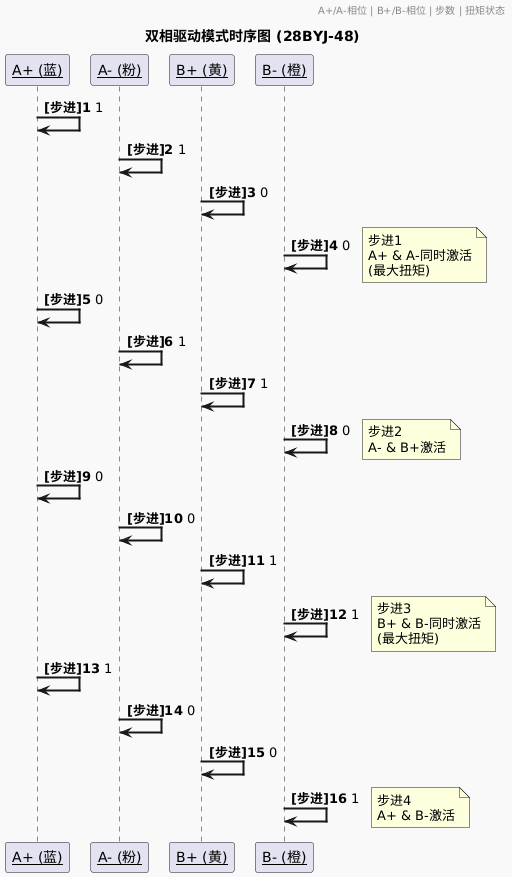 A+/A-相位 | B+/B-相位 | 步数 | 扭矩状态
双相驱动模式时序图 (28BYJ-48)
A+ (蓝) A- (粉) B+ (黄) B- (橙)
[步进]1 1
[步进]2 1
[步进]3 0
[步进]4 0
步进1
A+ & A-同时激活
(最大扭矩)
[步进]5 0
[步进]6 1
[步进]7 1
[步进]8 0
步进2
A- & B+激活
[步进]9 0
[步进]10 0
[步进]11 1
[步进]12 1
步进3
B+ & B-同时激活
(最大扭矩)
[步进]13 1
[步进]14 0
[步进]15 0
[步进]16 1
步进4
A+ & B-激活
A+ (蓝) A- (粉) B+ (黄) B- (橙)